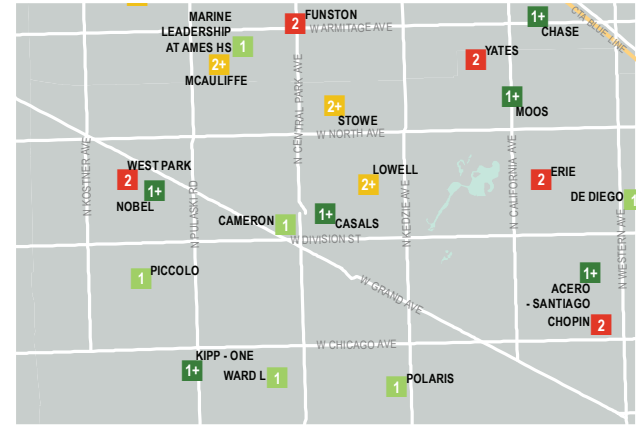 MARINE
LEADERSHIP
AT AMES HS
1
2+
MCAULIFFE
2
FUNSTON
W ARMITAGE AVE
1+
CHASE
CTA BLUE LINE
2
YATES
1+
MOOS
2+
STOWE
W NORTH AVE
N CENTRAL PARK AVE
N KOSTNER AVE
N PULASKI RD
N KEDZIE AVE
N CALIFORNIA AVE
N WESTERN AVE
WEST PARK
2
1+
NOBEL
LOWELL
2+
ERIE
2
DE DIEGO
1
CAMERON
1
1+
CASALS
W DIVISION ST
PICCOLO
1
W GRAND AVE
1+
ACERO
- SANTIAGO
CHOPIN
2
W CHICAGO AVE
KIPP - ONE
1+
WARD L
1
1
POLARIS